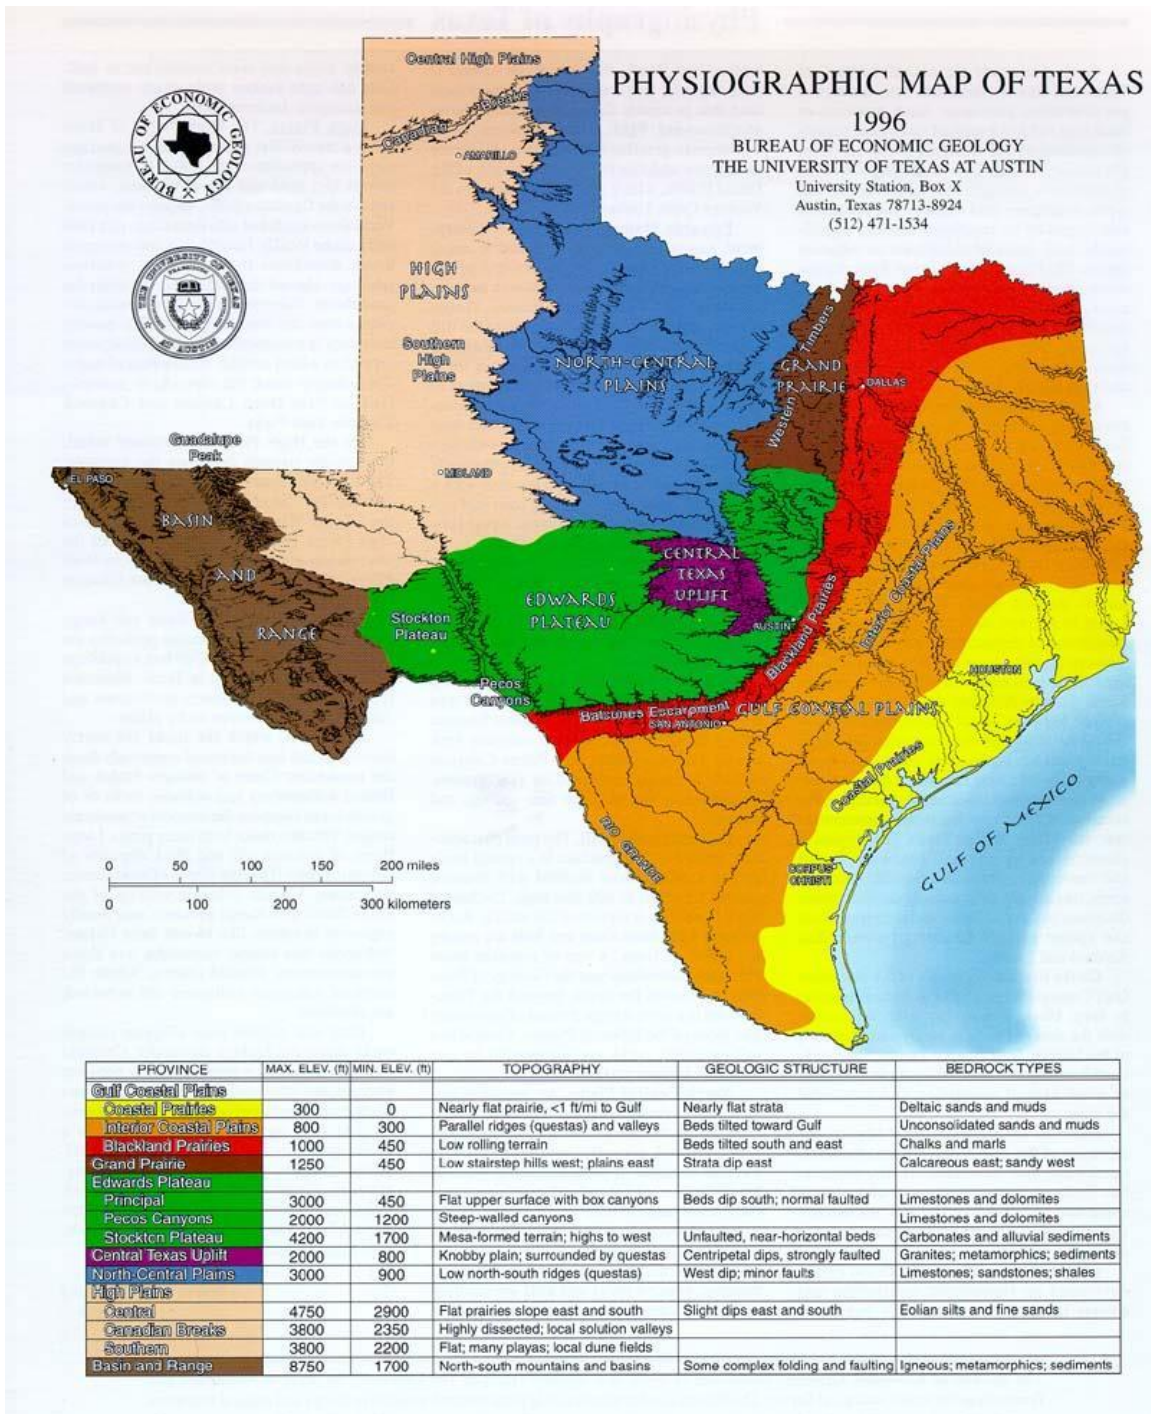 Central High Plains
PHYSIOGRAPHIC MAP OF TEXAS
1996
BUREAU OF ECONOMIC GEOLOGY
THE UNIVERSITY OF TEXAS AT AUSTIN
University Station, Box X
Austin, Texas 78713-8924
(512) 471-1534
BUREAU OF ECONOMIC GEOLOGY
THE UNIVERSITY OF TEXAS
AT AUSTIN
Canadian Breaks
AMARILLO
HIGH
PLAINS
Southern
High
Plains
NORTH-CENTRAL
PLAINS
Western Timbers
GRAND
PRAIRIE
DALLAS
Guadalupe
Peak
MIDLAND
EL PASO
BASIN
AND
RANGE
CENTRAL
TEXAS
UPLIFT
EDWARDS
PLATEAU
Stockton
Plateau
AUSTIN
Blackland Prairies
Interior Coastal Plains
HOUSTON
Pecos
Canyons
Balcones Escarpment
SAN ANTONIO
GULF COASTAL PLAINS
Coastal Prairies
RIO GRANDE
CORPUS
CHRISTI
GULF OF MEXICO
0 50 100 150 200 miles
0 100 200 300 kilometers
PROVINCE MAX. ELEV. (ft) MIN. ELEV. (ft) TOPOGRAPHY GEOLOGIC STRUCTURE BEDROCK TYPES
Gulf Coastal Plains
Coastal Prairies 300 0 Nearly flat prairie, <1 ft/mi to Gulf Nearly flat strata Deltaic sands and muds
Interior Coastal Plains 800 300 Parallel ridges (questas) and valleys Beds tilted toward Gulf Unconsolidated sands and muds
Blackland Prairies 1000 450 Low rolling terrain Beds tilted south and east Chalks and marls
Grand Prairie 1250 450 Low stairstep hills west; plains east Strata dip east Calcareous east; sandy west
Edwards Plateau
Principal 3000 450 Flat upper surface with box canyons Beds dip south; normal faulted Limestones and dolomites
Pecos Canyons 2000 1200 Steep-walled canyons Limestones and dolomites
Stockton Plateau 4200 1700 Mesa-formed terrain; highs to west Unfaulted, near-horizontal beds Carbonates and alluvial sediments
Central Texas Uplift 2000 800 Knobby plain; surrounded by questas Centripetal dips, strongly faulted Granites; metamorphics; sediments
North-Central Plains 3000 900 Low north-south ridges (questas) West dip; minor faults Limestones; sandstones; shales
High Plains
Central 4750 2900 Flat prairies slope east and south Slight dips east and south Eolian silts and fine sands
Canadian Breaks 3800 2350 Highly dissected; local solution valleys
Southern 3800 2200 Flat; many playas; local dune fields
Basin and Range 8750 1700 North-south mountains and basins Some complex folding and faulting Igneous; metamorphics; sediments